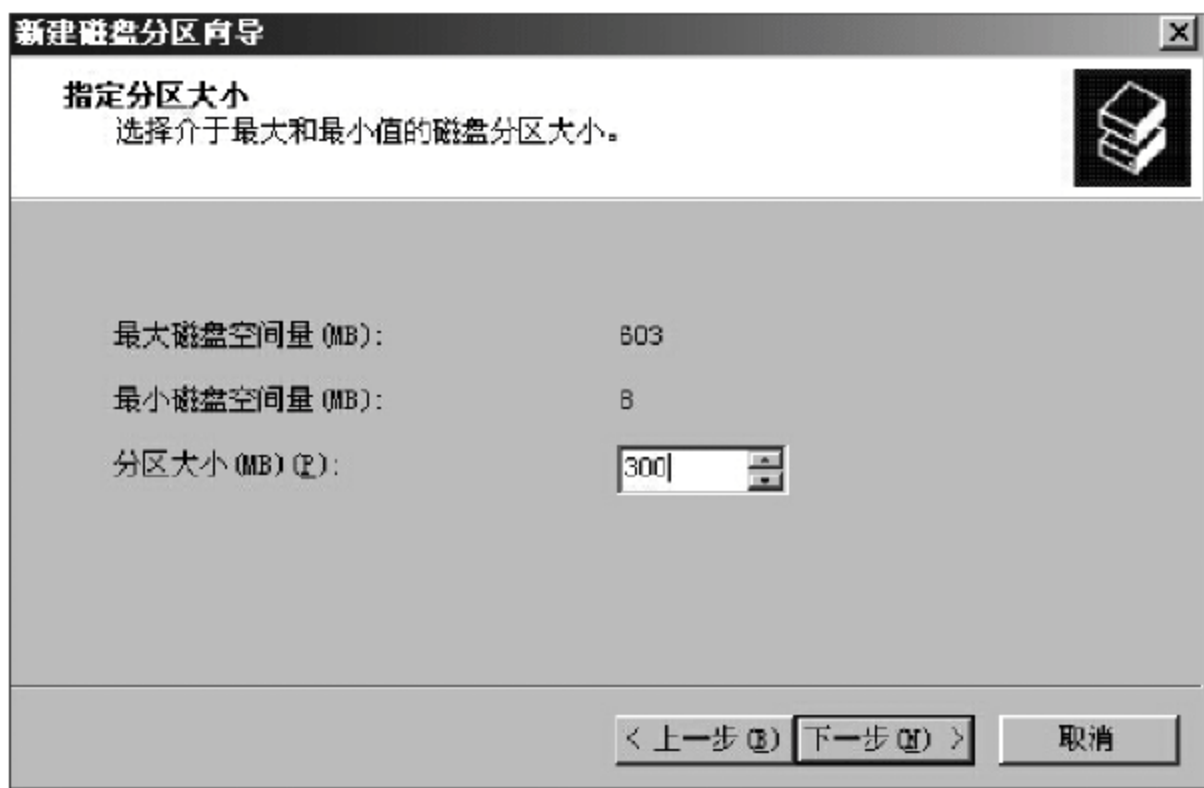 新建磁盘分区向导
指定分区大小
选择介于最大和最小值的磁盘分区大小。
最大磁盘空间量(MB): 603
最小磁盘空间量(MB): 8
分区大小(MB)(P): 300
< 上一步(B) 下一步(N) > 取消